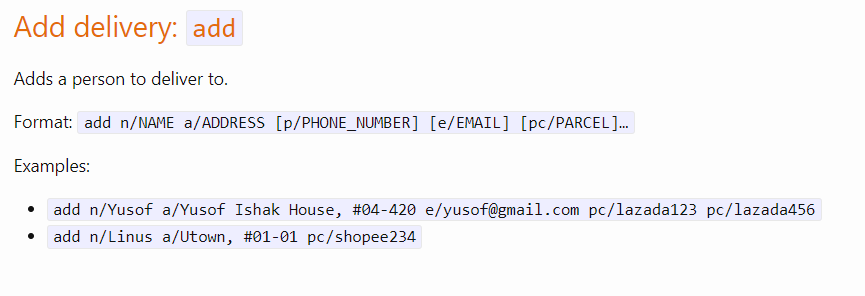 Add delivery: add
Adds a person to deliver to.
Format: add n/NAME a/ADDRESS [p/PHONE_NUMBER] [e/EMAIL] [pc/PARCEL]…
Examples:
• add n/Yusof a/Yusof Ishak House, #04-420 e/yusof@gmail.com pc/lazada123 pc/lazada456
• add n/Linus a/Utown, #01-01 pc/shopee234